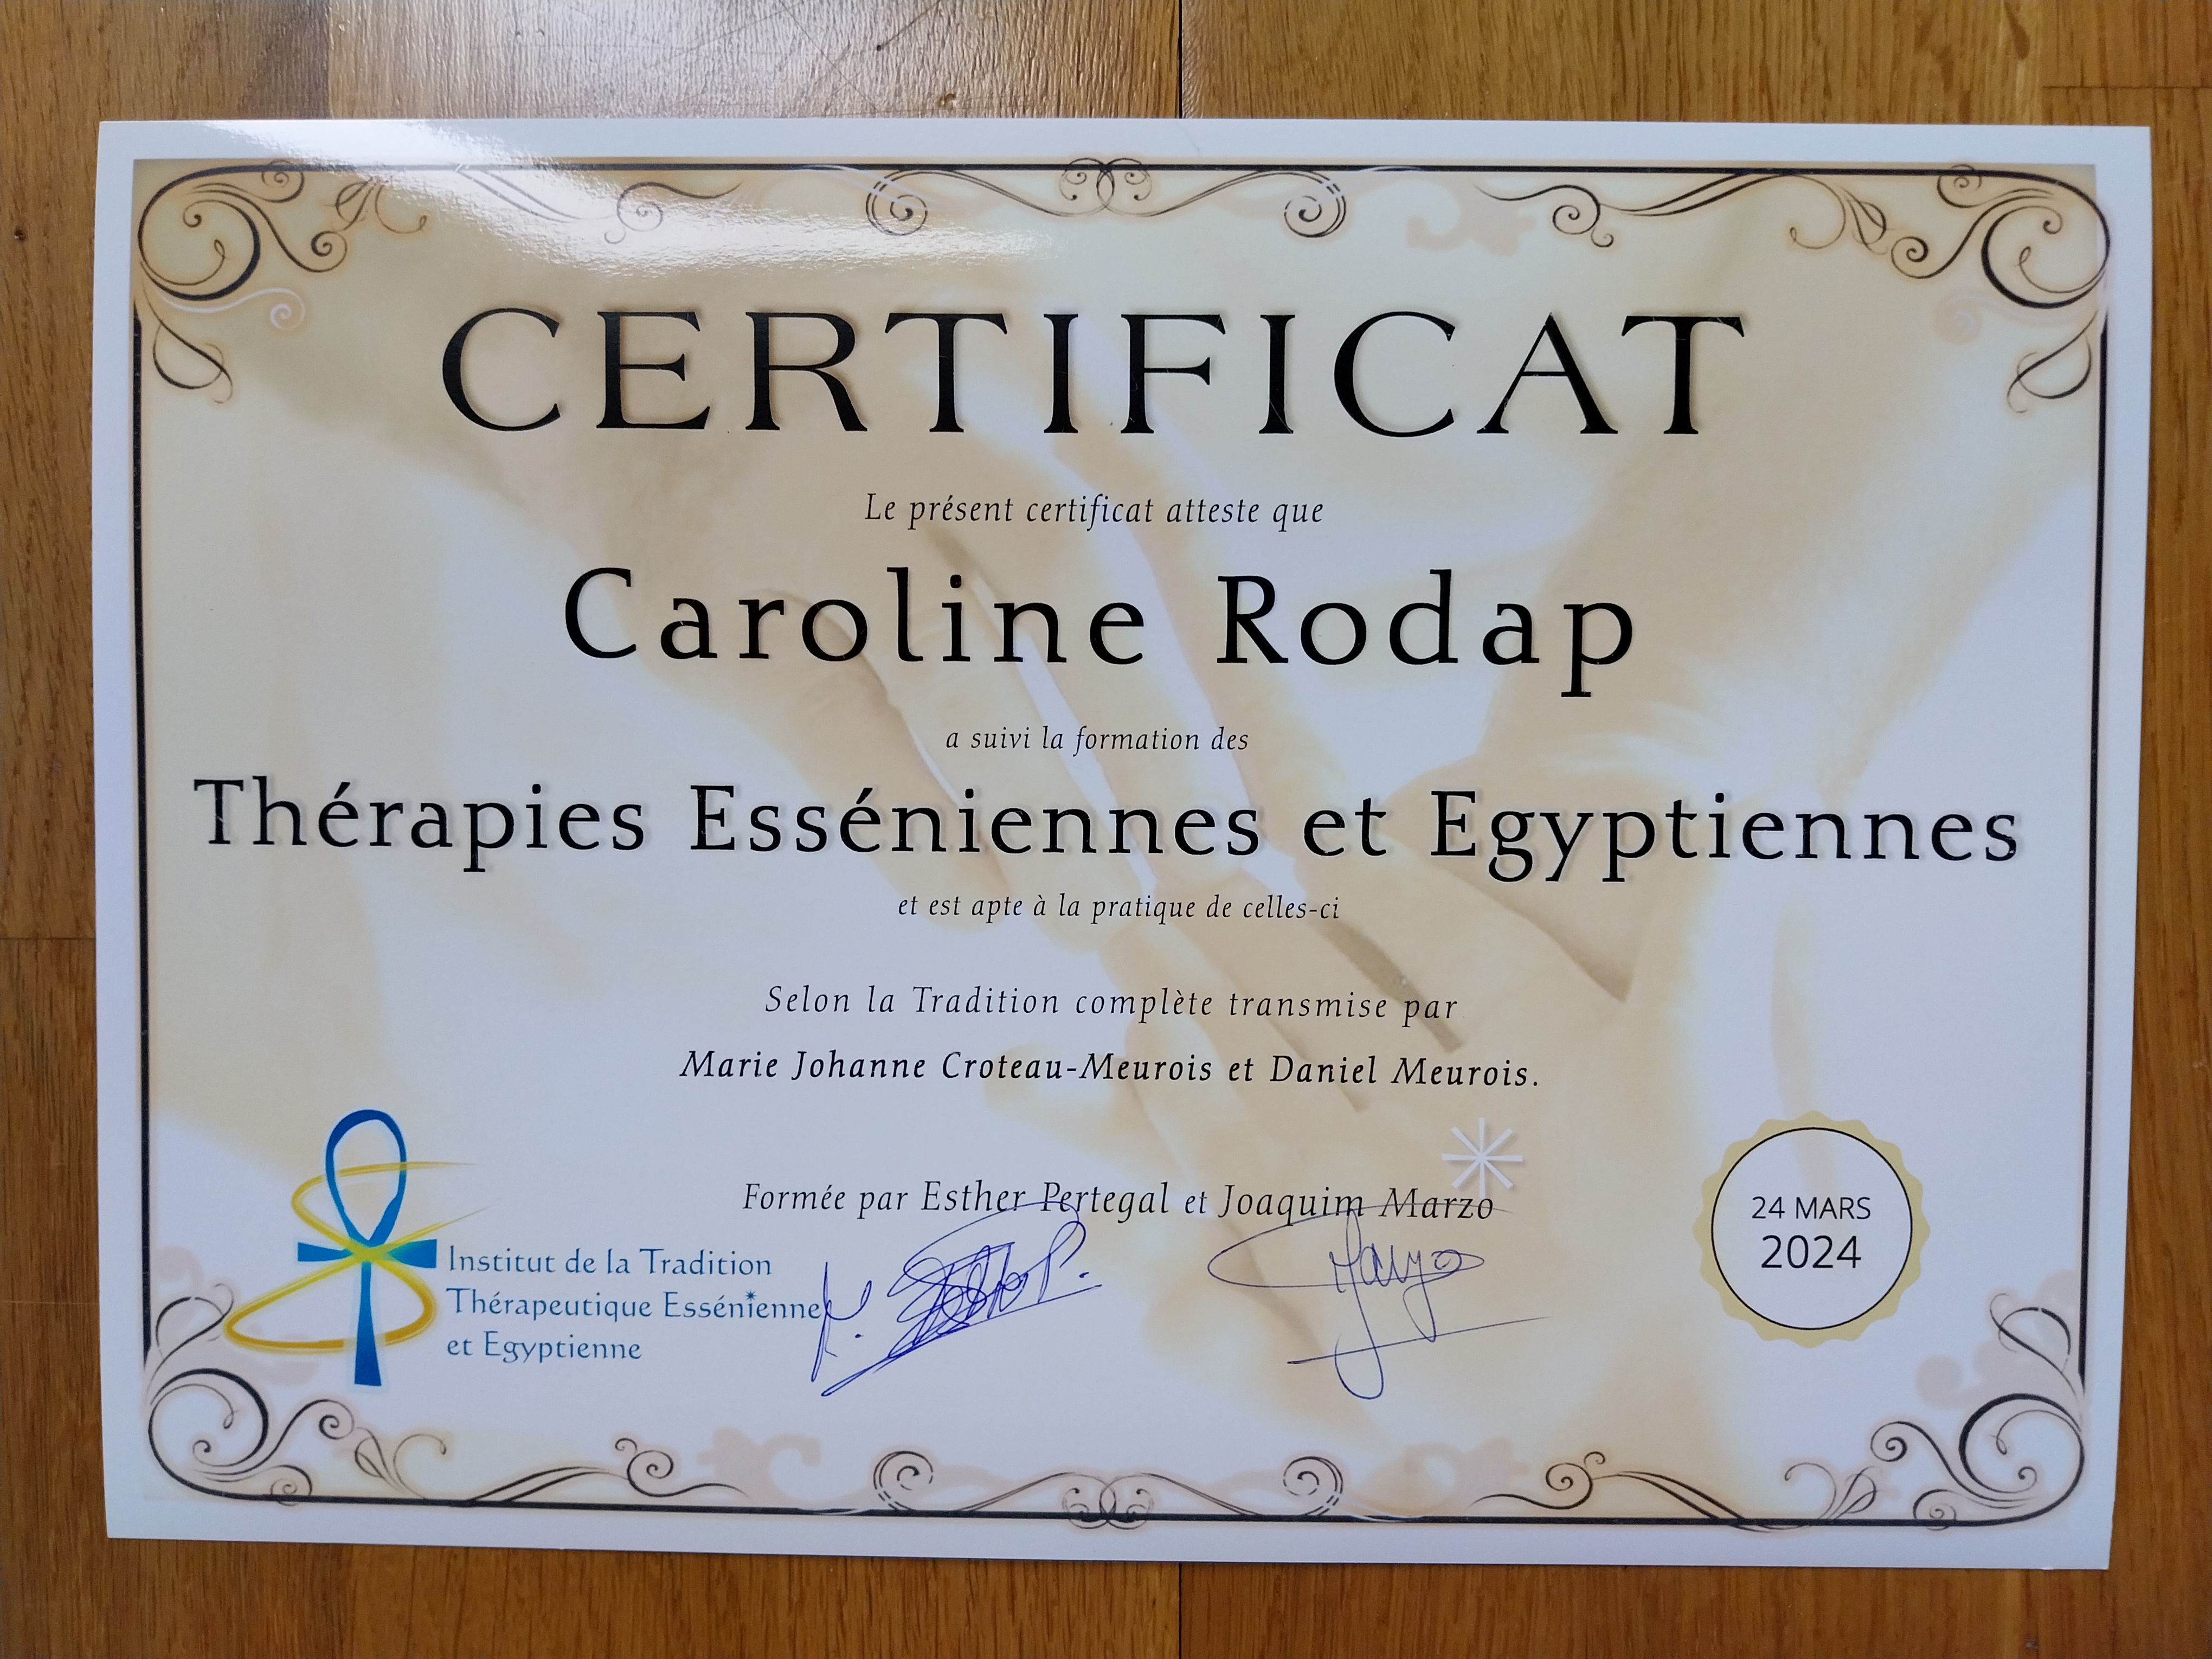 CERTIFICAT
Le présent certificat atteste que
Caroline Rodap
a suivi la formation des
Thérapies Esséniennes et Egyptiennes
et est apte à la pratique de celles-ci
Selon la Tradition complète transmise par
Marie Johanne Croteau-Meurois et Daniel Meurois.
Formée par Esther Pertegal et Joaquim Marzo
Institut de la Tradition
Thérapeutique Essénienne
et Egyptienne
24 MARS
2024